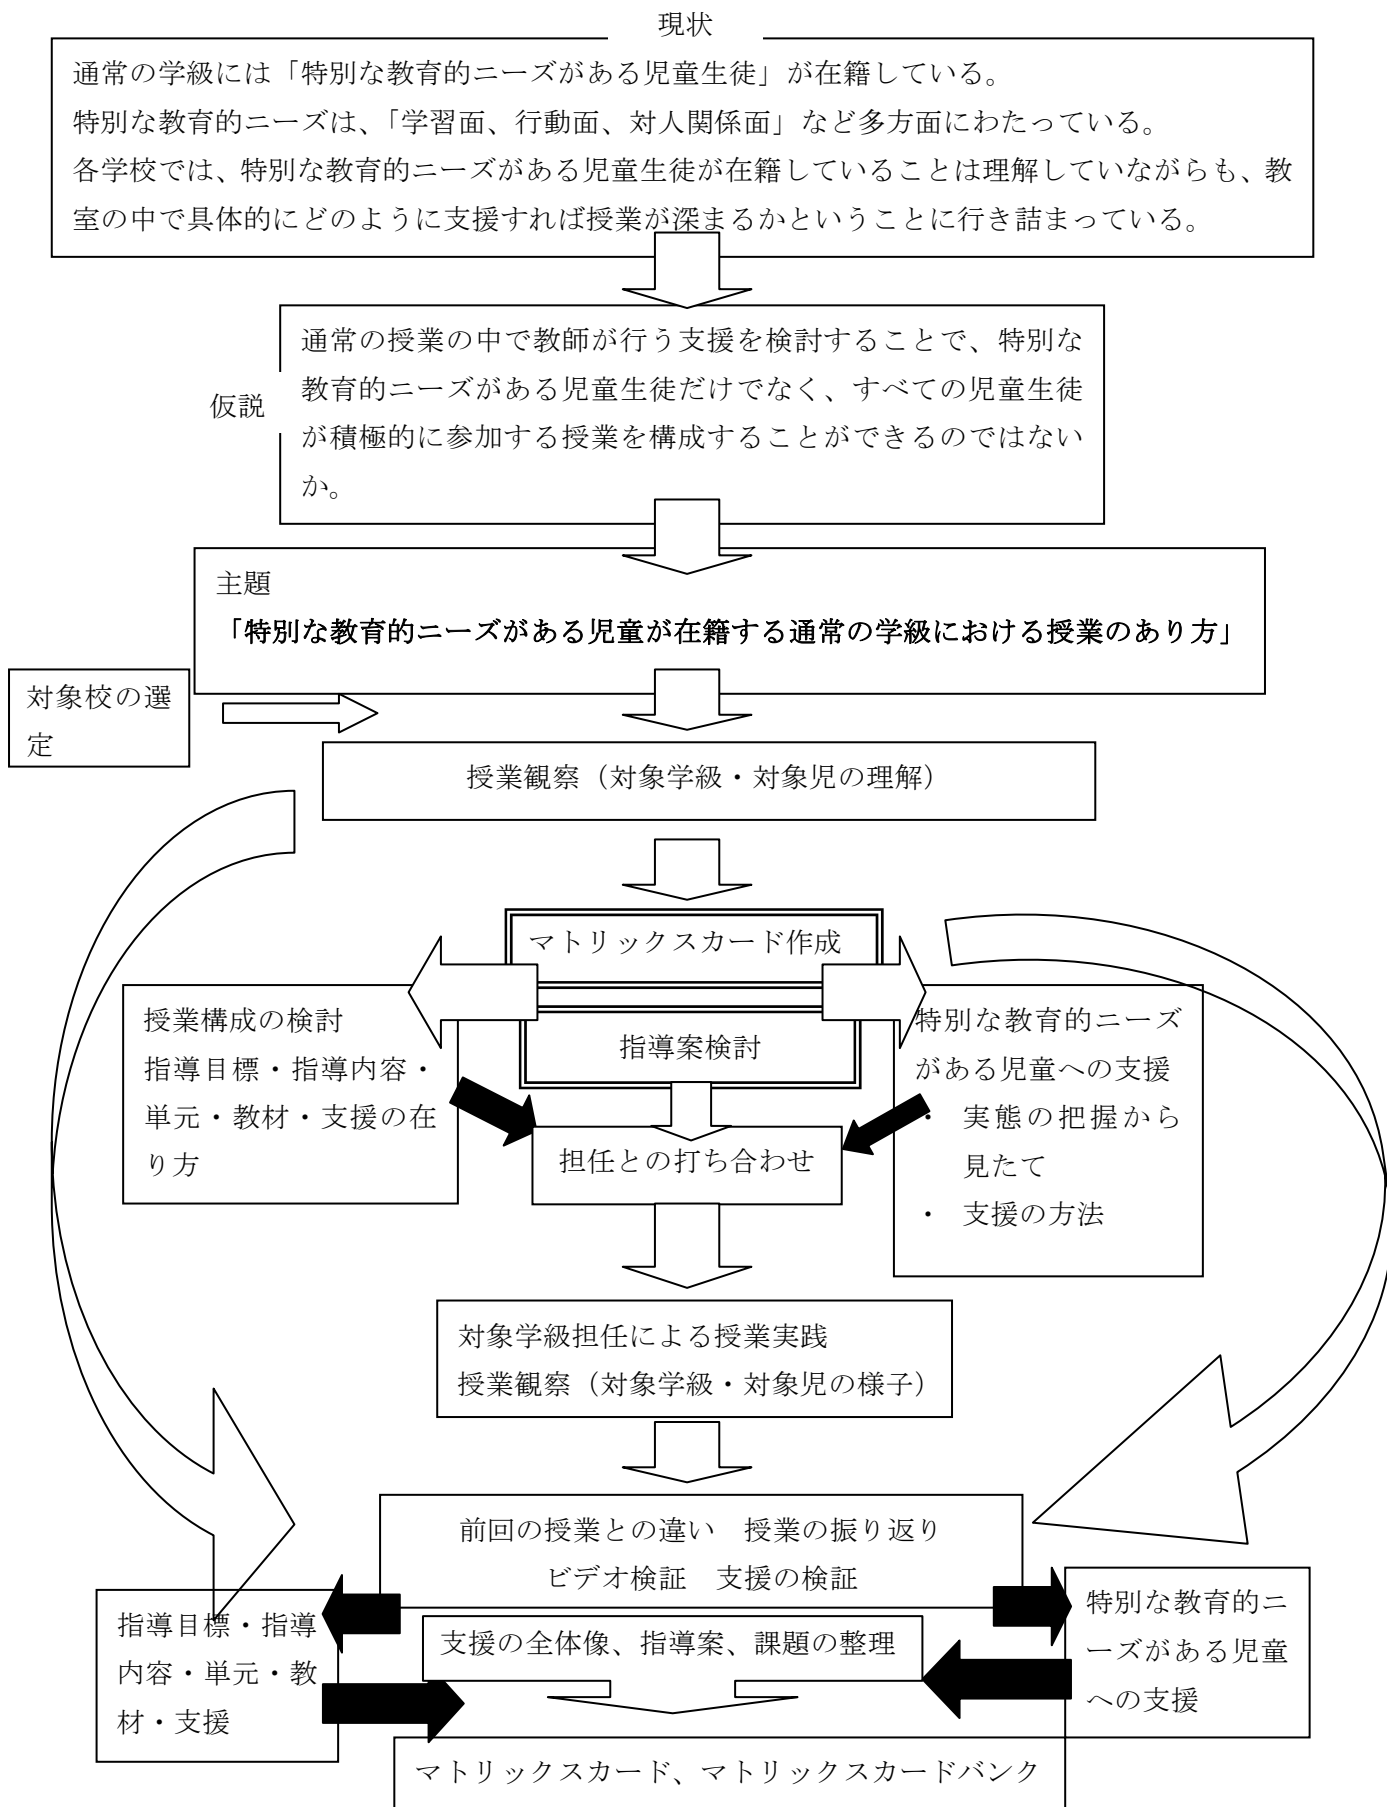 現状
通常の学級には「特別な教育的ニーズがある児童生徒」が在籍している。
特別な教育的ニーズは、「学習面、行動面、対人関係面」など多方面にわたっている。
各学校では、特別な教育的ニーズがある児童生徒が在籍していることは理解していながらも、教
室の中で具体的にどのように支援すれば授業が深まるかということに行き詰まっている。
仮説
通常の授業の中で教師が行う支援を検討することで、特別な
教育的ニーズがある児童生徒だけでなく、すべての児童生徒
が積極的に参加する授業を構成することができるのではない
か。
主題
「特別な教育的ニーズがある児童が在籍する通常の学級における授業のあり方」
対象校の選
定
授業観察（対象学級・対象児の理解）
マトリックスカード作成
指導案検討
授業構成の検討
指導目標・指導内容・
単元・教材・支援の在
り方
特別な教育的ニーズ
がある児童への支援
・ 実態の把握から
見たて
・ 支援の方法
担任との打ち合わせ
対象学級担任による授業実践
授業観察（対象学級・対象児の様子）
前回の授業との違い　授業の振り返り
ビデオ検証　支援の検証
指導目標・指導
内容・単元・教
材・支援
支援の全体像、指導案、課題の整理
特別な教育的ニ
ーズがある児童
への支援
マトリックスカード、マトリックスカードバンク